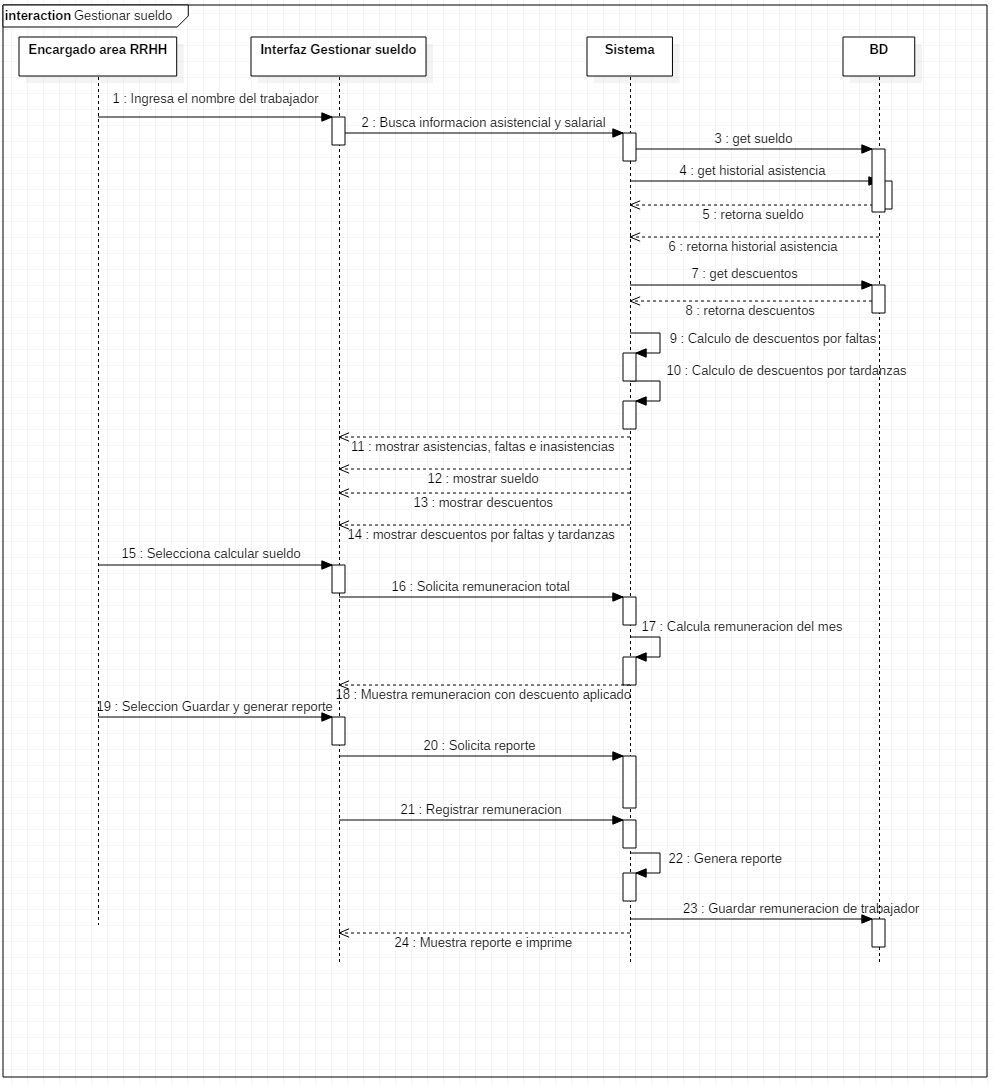 interaction Gestionar sueldo
Encargado area RRHH
Interfaz Gestionar sueldo
Sistema
BD
1 : Ingresa el nombre del trabajador
2 : Busca informacion asistencial y salarial
3 : get sueldo
4 : get historial asistencia
5 : retorna sueldo
6 : retorna historial asistencia
7 : get descuentos
8 : retorna descuentos
9 : Calculo de descuentos por faltas
10 : Calculo de descuentos por tardanzas
11 : mostrar asistencias, faltas e inasistencias
12 : mostrar sueldo
13 : mostrar descuentos
14 : mostrar descuentos por faltas y tardanzas
15 : Selecciona calcular sueldo
16 : Solicita remuneracion total
17 : Calcula remuneracion del mes
18 : Muestra remuneracion con descuento aplicado
19 : Seleccion Guardar y generar reporte
20 : Solicita reporte
21 : Registrar remuneracion
22 : Genera reporte
23 : Guardar remuneracion de trabajador
24 : Muestra reporte e imprime